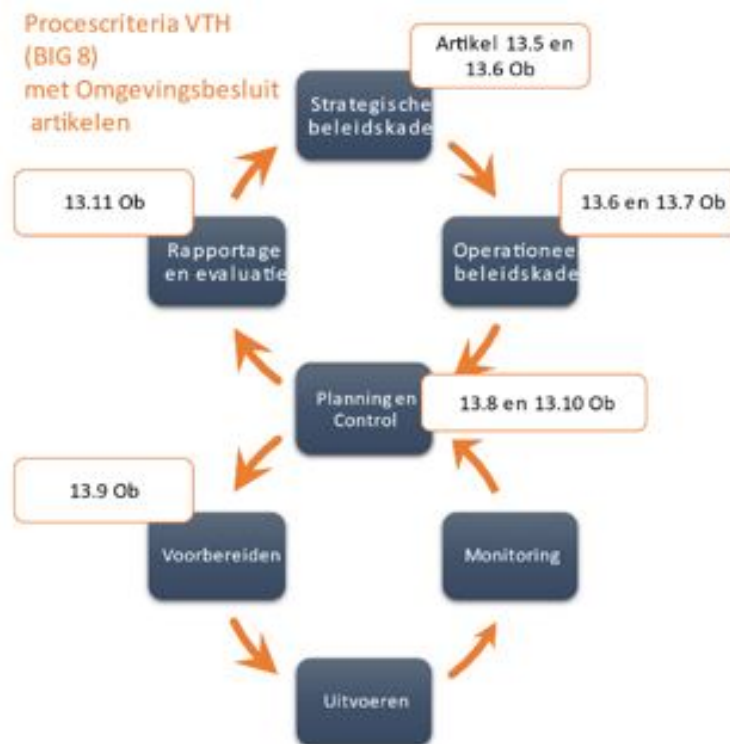 Procescriteria VTH
(BIG 8)
met Omgevingsbesluit
artikelen
Artikel 13.5 en
13.6 Ob
Strategische
beleidskade
13.11 Ob
13.6 en 13.7 Ob
Rapportage
en evaluatie
Operationee
beleidskade
Planning en
Control
13.8 en 13.10 Ob
13.9 Ob
Voorbereiden
Monitoring
Uitvoeren